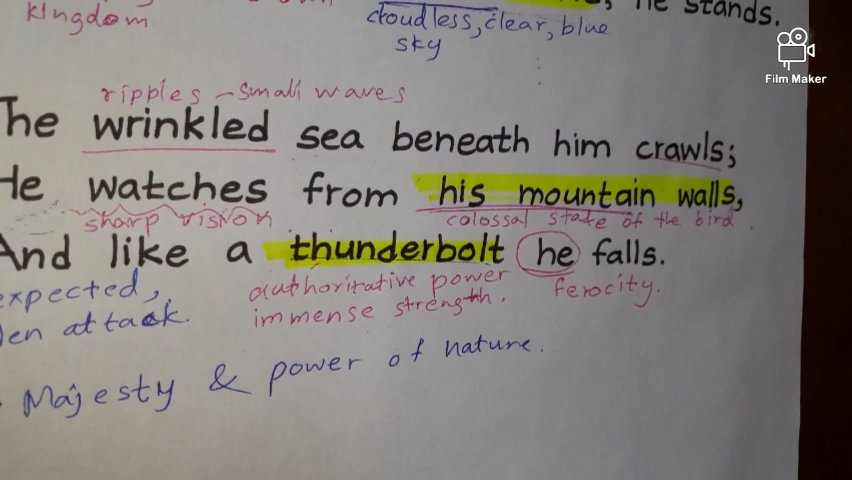 kingdom
he stands.
cloudless, clear, blue
sky
Film Maker
ripples - small waves
The wrinkled sea beneath him crawls;
He watches from his mountain walls,
sharp vision colossal state of the bird.
And like a thunderbolt he falls.
expected, authoritative power ferocity.
den attack. immense strength.
Majesty & power of nature.